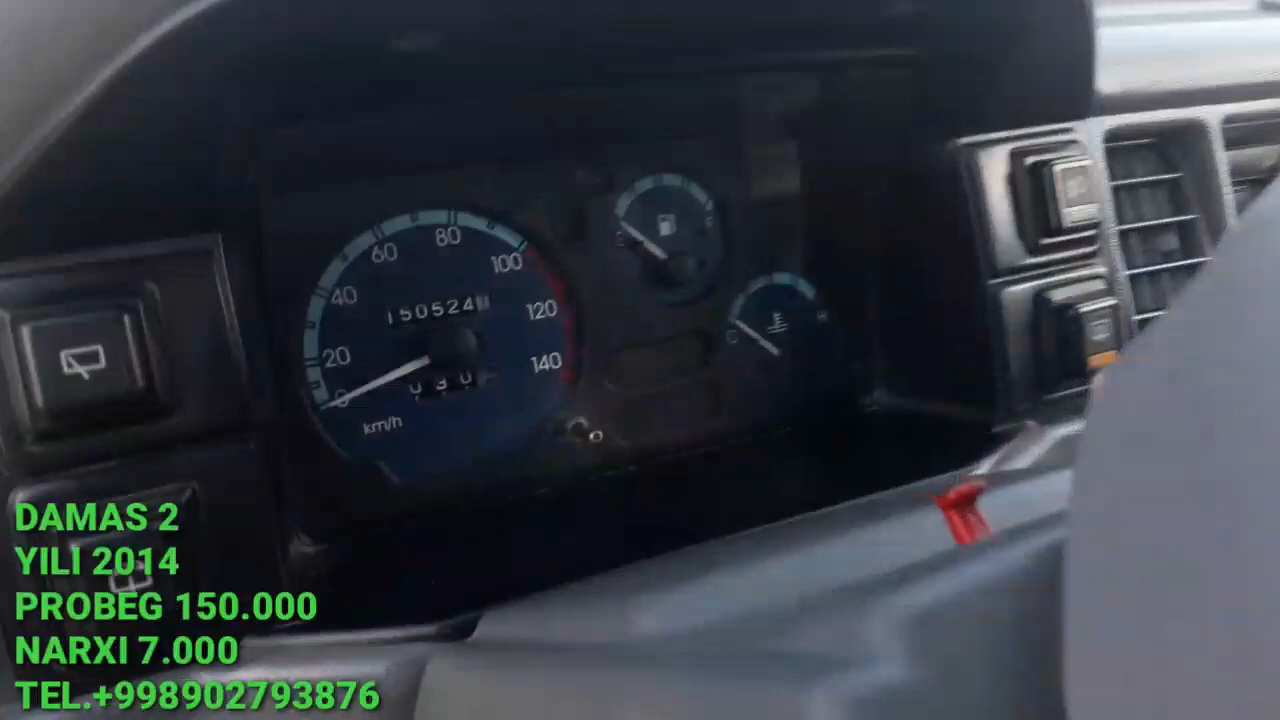 80
60
100
40
150524
120
20
140
0
030
km/h
E
C
H
DAMAS 2
YILI 2014
PROBEG 150.000
NARXI 7.000
TEL.+998902793876